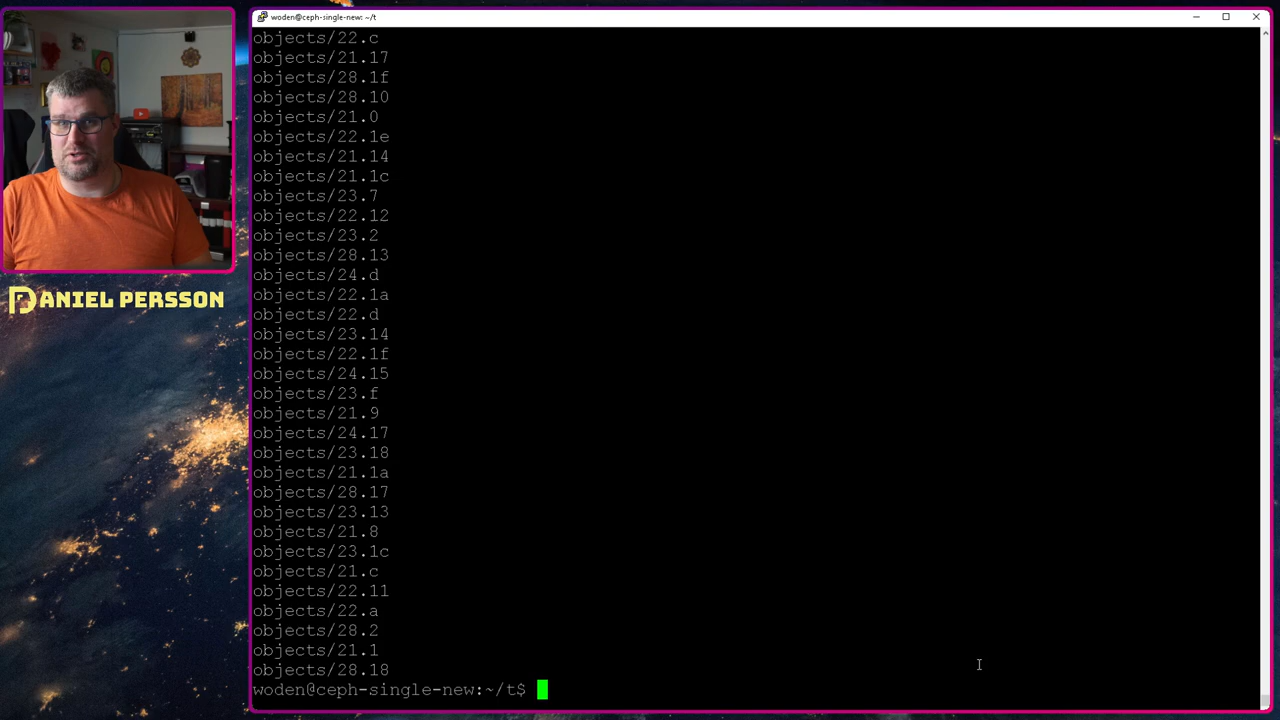 woden@ceph-single-new: ~/t
objects/22.c
objects/21.17
objects/28.1f
objects/28.10
objects/21.0
objects/22.1e
objects/21.14
objects/21.1c
objects/23.7
objects/22.12
objects/23.2
objects/28.13
objects/24.d
objects/22.1a
objects/22.d
objects/23.14
objects/22.1f
objects/24.15
objects/23.f
objects/21.9
objects/24.17
objects/23.18
objects/21.1a
objects/28.17
objects/23.13
objects/21.8
objects/23.1c
objects/21.c
objects/22.11
objects/22.a
objects/28.2
objects/21.1
objects/28.18
woden@ceph-single-new:~/t$
DANIEL PERSSON